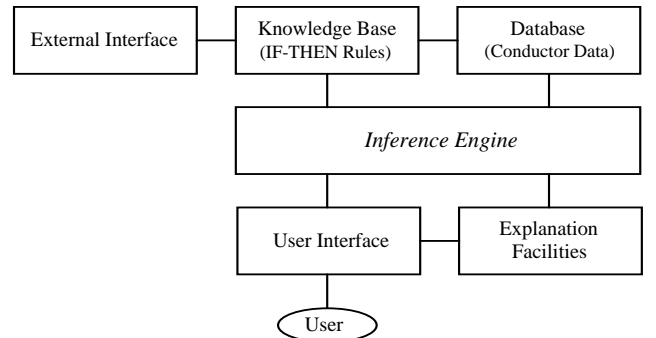 External Interface
Knowledge Base
(IF-THEN Rules)
Database
(Conductor Data)
Inference Engine
User Interface
Explanation
Facilities
User